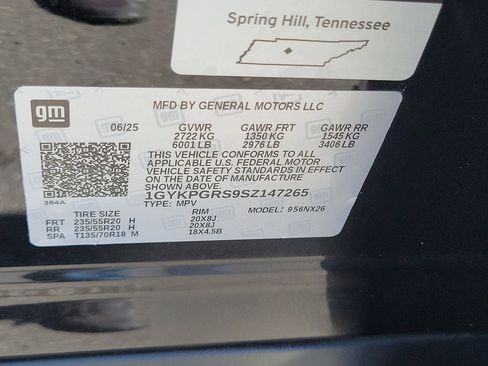 Spring Hill, Tennessee
gm
MFD BY GENERAL MOTORS LLC
06/25 GVWR GAWR FRT GAWR RR
2722 KG 1350 KG 1545 KG
6001 LB 2976 LB 3406 LB
THIS VEHICLE CONFORMS TO ALL
APPLICABLE U.S. FEDERAL MOTOR
VEHICLE SAFETY STANDARDS IN EFFECT
ON THE DATE OF MANUFACTURE
1GYKPGRS9SZ147265
384A TYPE: MPV MODEL: 956NX26
TIRE SIZE RIM
FRT 235/55R20 H 20X8J
RR 235/55R20 H 20X8J
SPA T135/70R18 M 18X4.5B